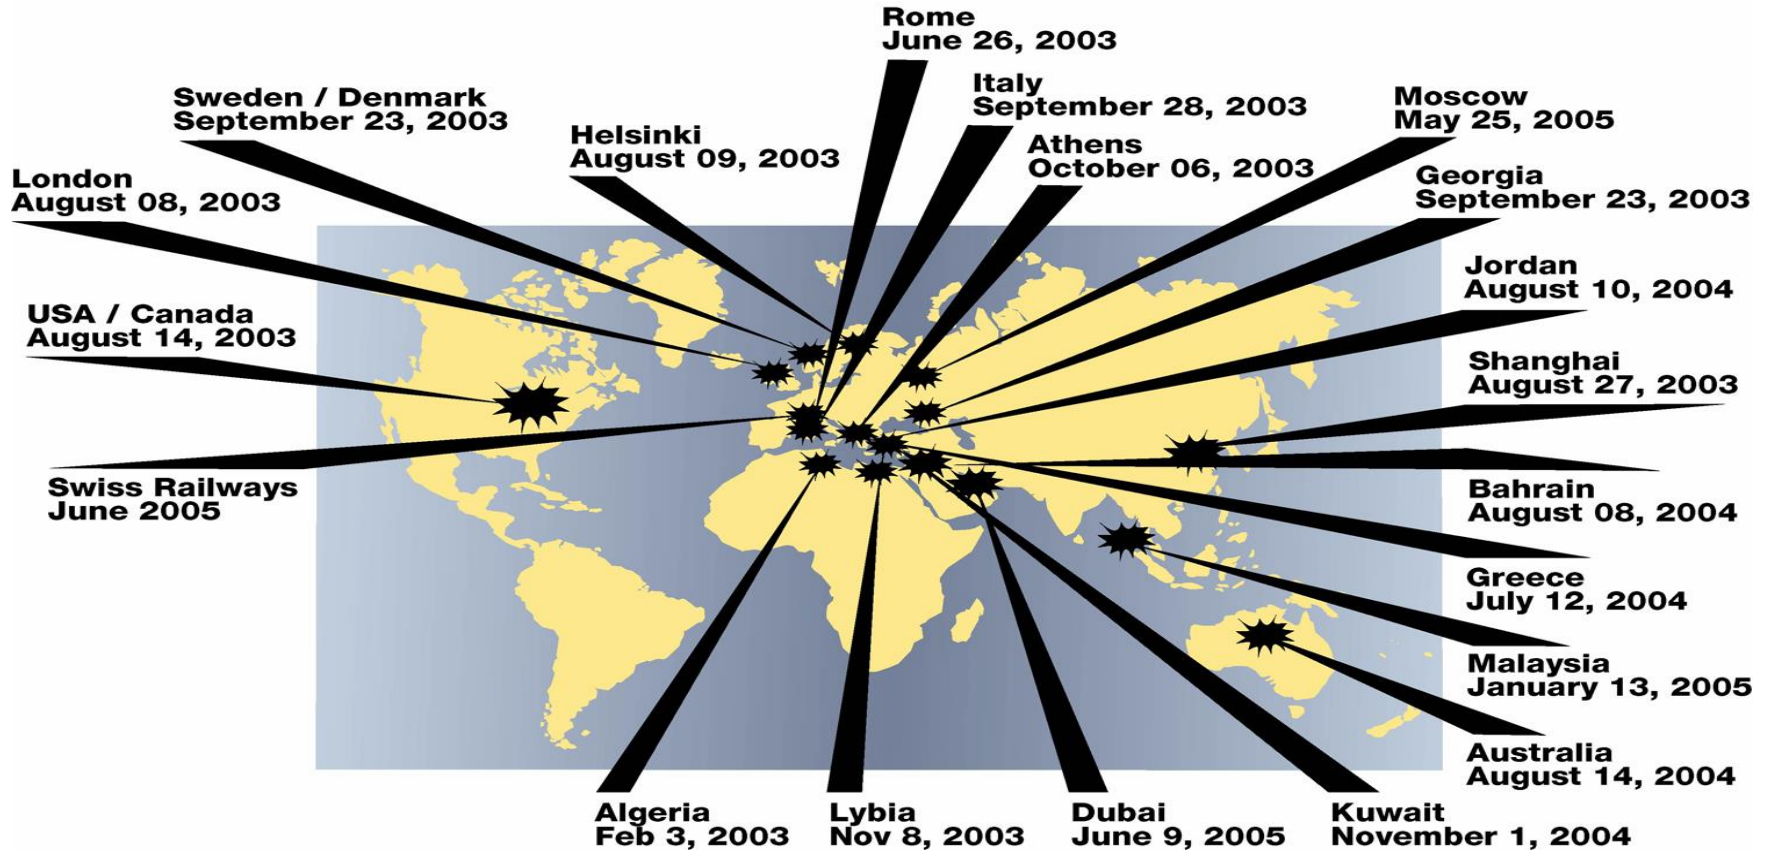 Rome
June 26, 2003
Italy
September 28, 2003
Sweden / Denmark
September 23, 2003
Moscow
May 25, 2005
Helsinki
August 09, 2003
Athens
October 06, 2003
London
August 08, 2003
Georgia
September 23, 2003
Jordan
August 10, 2004
USA / Canada
August 14, 2003
Shanghai
August 27, 2003
Swiss Railways
June 2005
Bahrain
August 08, 2004
Greece
July 12, 2004
Malaysia
January 13, 2005
Australia
August 14, 2004
Algeria
Feb 3, 2003
Lybia
Nov 8, 2003
Dubai
June 9, 2005
Kuwait
November 1, 2004